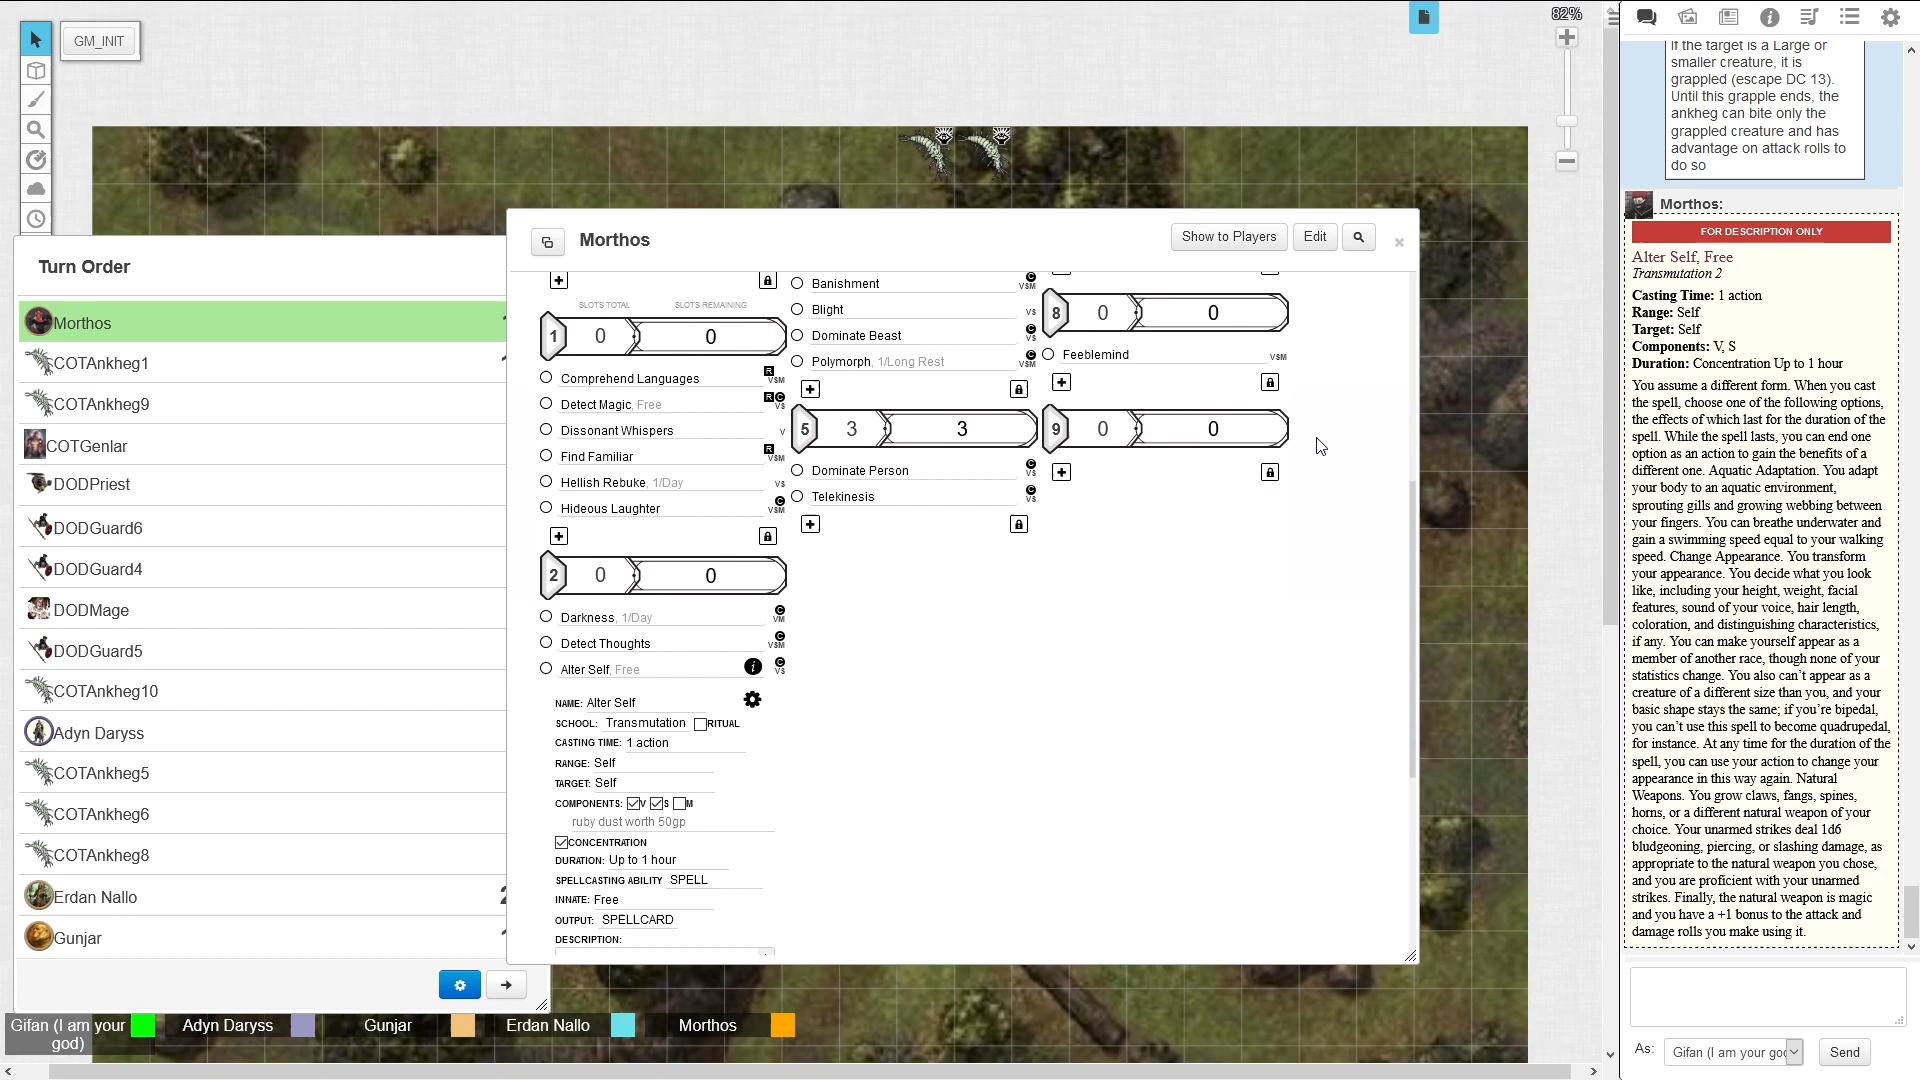 GM_INIT
82%
Turn Order
Morthos
COTAnkheg1
COTAnkheg9
COTGenlar
DODPriest
DODGuard6
DODGuard4
DODMage
DODGuard5
COTAnkheg10
Adyn Daryss
COTAnkheg5
COTAnkheg6
COTAnkheg8
Erdan Nallo
Gunjar
Morthos
Show to Players
Edit
SLOTS TOTAL SLOTS REMAINING
1 0 0
Comprehend Languages R V$M
Detect Magic, Free R C V$
Dissonant Whispers V
Find Familiar R V$M
Hellish Rebuke, 1/Day V$
Hideous Laughter C V$M
2 0 0
Darkness, 1/Day C VM
Detect Thoughts C V$M
Alter Self, Free i C V$
NAME: Alter Self
SCHOOL: Transmutation RITUAL
CASTING TIME: 1 action
RANGE: Self
TARGET: Self
COMPONENTS: V S M
ruby dust worth 50gp
CONCENTRATION
DURATION: Up to 1 hour
SPELLCASTING ABILITY SPELL
INNATE: Free
OUTPUT: SPELLCARD
DESCRIPTION:
Banishment C V$M
Blight V$
Dominate Beast C V$
Polymorph, 1/Long Rest C V$M
5 3 3
Dominate Person C V$
Telekinesis C V$
8 0 0
Feeblemind V$M
9 0 0
Gifan (I am your god)
Adyn Daryss
Gunjar
Erdan Nallo
Morthos
If the target is a Large or
smaller creature, it is
grappled (escape DC 13).
Until this grapple ends, the
ankheg can bite only the
grappled creature and has
advantage on attack rolls to
do so
Morthos:
FOR DESCRIPTION ONLY
Alter Self, Free
Transmutation 2
Casting Time: 1 action
Range: Self
Target: Self
Components: V, S
Duration: Concentration Up to 1 hour
You assume a different form. When you cast
the spell, choose one of the following options,
the effects of which last for the duration of the
spell. While the spell lasts, you can end one
option as an action to gain the benefits of a
different one. Aquatic Adaptation. You adapt
your body to an aquatic environment,
sprouting gills and growing webbing between
your fingers. You can breathe underwater and
gain a swimming speed equal to your walking
speed. Change Appearance. You transform
your appearance. You decide what you look
like, including your height, weight, facial
features, sound of your voice, hair length,
coloration, and distinguishing characteristics,
if any. You can make yourself appear as a
member of another race, though none of your
statistics change. You also can't appear as a
creature of a different size than you, and your
basic shape stays the same; if you're bipedal,
you can't use this spell to become quadrupedal,
for instance. At any time for the duration of the
spell, you can use your action to change your
appearance in this way again. Natural
Weapons. You grow claws, fangs, spines,
horns, or a different natural weapon of your
choice. Your unarmed strikes deal 1d6
bludgeoning, piercing, or slashing damage, as
appropriate to the natural weapon you chose,
and you are proficient with your unarmed
strikes. Finally, the natural weapon is magic
and you have a +1 bonus to the attack and
damage rolls you make using it.
As: Gifan (I am your go
Send